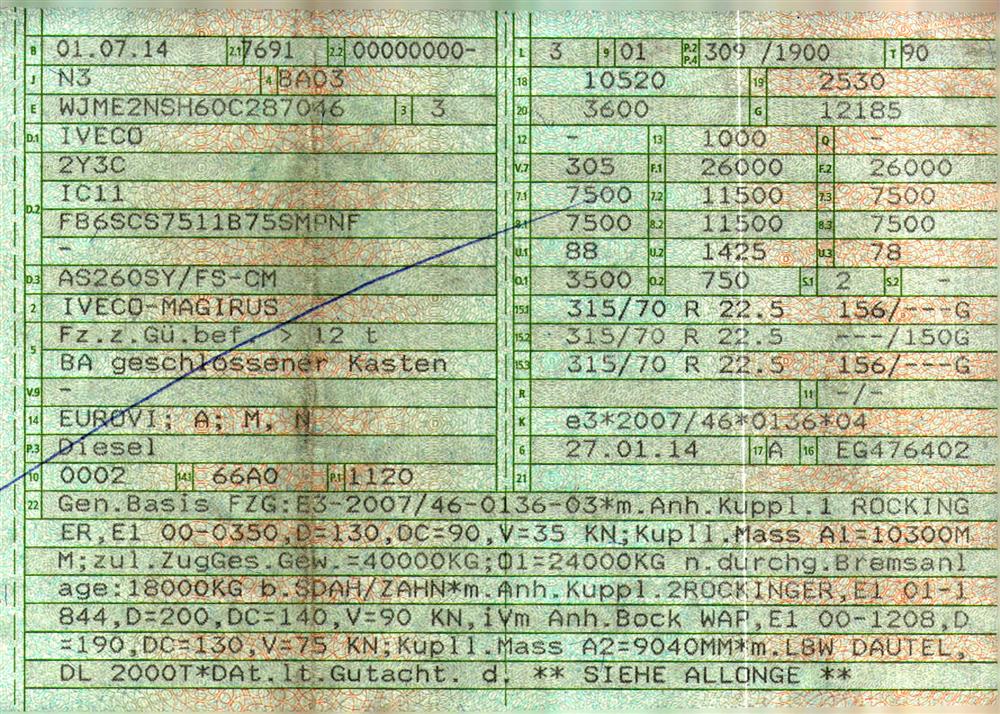 B 01.07.14 2.1 7691 2.2 00000000-
J N3 4 BA03
E WJME2NSH60C287046 3 3
D.1 IVECO
2Y3C
D.2 IC11
FB6SCS7511B75SMPNF
-
D.3 AS260SY/FS-CM
2 IVECO-MAGIRUS
5 Fz.z.Gü.bef. > 12 t
BA geschlossener Kasten
V.9 -
14 EUROVI; A; M, N
P.3 Diesel
10 0002 14.1 66A0 P.1 1120
L 3 9 01 P.2 P.4 309 /1900 T 90
18 10520 19 2530
20 3600 G 12185
12 - 13 1000 Q -
V.7 305 F.1 26000 F.2 26000
7.1 7500 7.2 11500 7.3 7500
8.1 7500 8.2 11500 8.3 7500
U.1 88 U.2 1425 U.3 78
O.1 3500 O.2 750 S.1 2 S.2 -
15.1 315/70 R 22.5 156/---G
15.2 315/70 R 22.5 ---/150G
15.3 315/70 R 22.5 156/---G
R 11 -/-
K e3*2007/46*0136*04
6 27.01.14 17 A 16 EG476402
21
22 Gen.Basis FZG:E3-2007/46-0136-03*m.Anh.Kuppl.1 ROCKING
ER,E1 00-0350,D=130,DC=90,V=35 KN;Kupll.Mass A1=10300M
M;zul.ZugGes.Gew.=40000KG;O1=24000KG n.durchg.Bremsanl
age:18000KG b.SDAH/ZAHN*m.Anh.Kuppl.2ROCKINGER,E1 01-1
844,D=200,DC=140,V=90 KN,iVm Anh.Bock WAP,E1 00-1208,D
=190,DC=130,V=75 KN;Kupll.Mass A2=9040MM*m.LBW DAUTEL,
DL 2000T*DAt.lt.Gutacht. d. ** SIEHE ALLONGE **